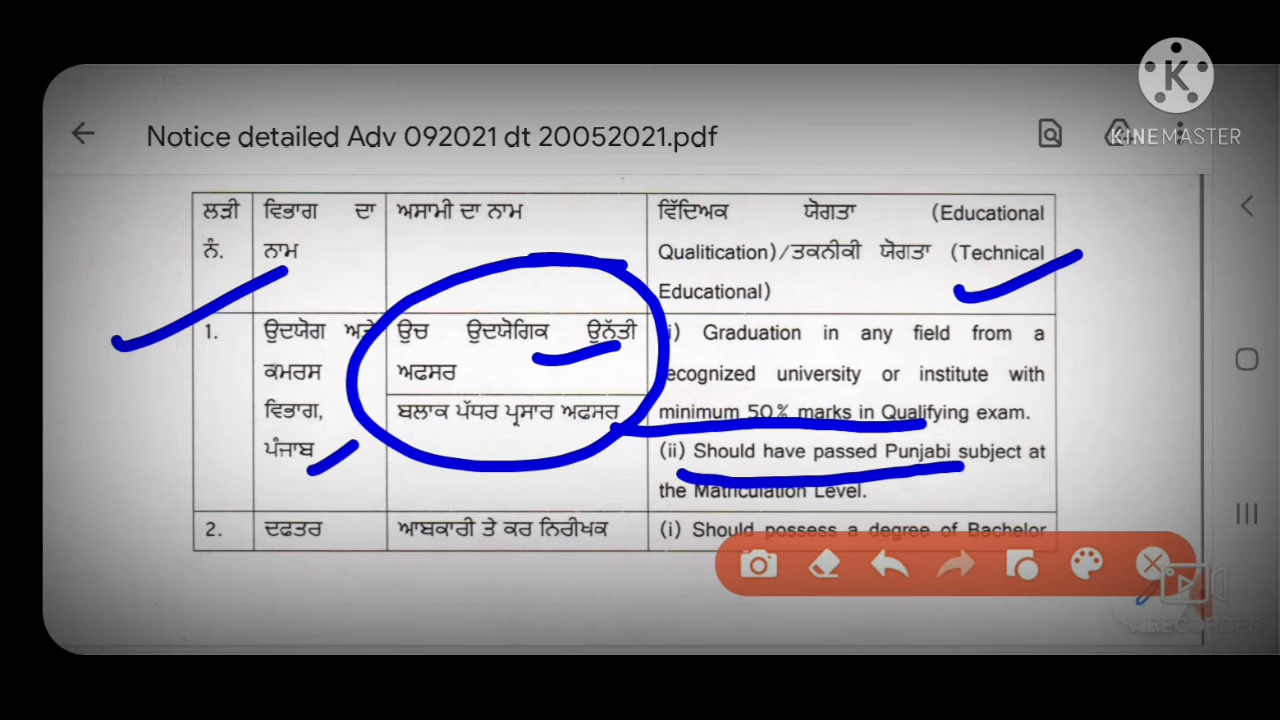 K
KINEMASTER
Notice detailed Adv 092021 dt 20052021.pdf
ਲੜੀ ਨੰ.
ਵਿਭਾਗ ਦਾ ਨਾਮ
ਅਸਾਮੀ ਦਾ ਨਾਮ
ਵਿੱਦਿਅਕ ਯੋਗਤਾ (Educational
Qualitication)/ਤਕਨੀਕੀ ਯੋਗਤਾ (Technical
Educational)
1.
ਉਦਯੋਗ ਅਤੇ
ਕਮਰਸ
ਵਿਭਾਗ,
ਪੰਜਾਬ
ਉਚ ਉਦਯੋਗਿਕ ਉਨੱਤੀ
ਅਫਸਰ
ਬਲਾਕ ਪੱਧਰ ਪ੍ਰਸਾਰ ਅਫਸਰ
(i) Graduation in any field from a
recognized university or institute with
minimum 50% marks in Qualifying exam.
(ii) Should have passed Punjabi subject at
the Matriculation Level.
2.
ਦਫਤਰ
ਆਬਕਾਰੀ ਤੇ ਕਰ ਨਿਰੀਖਕ
(i) Should possess a degree of Bachelor
V RECORDER